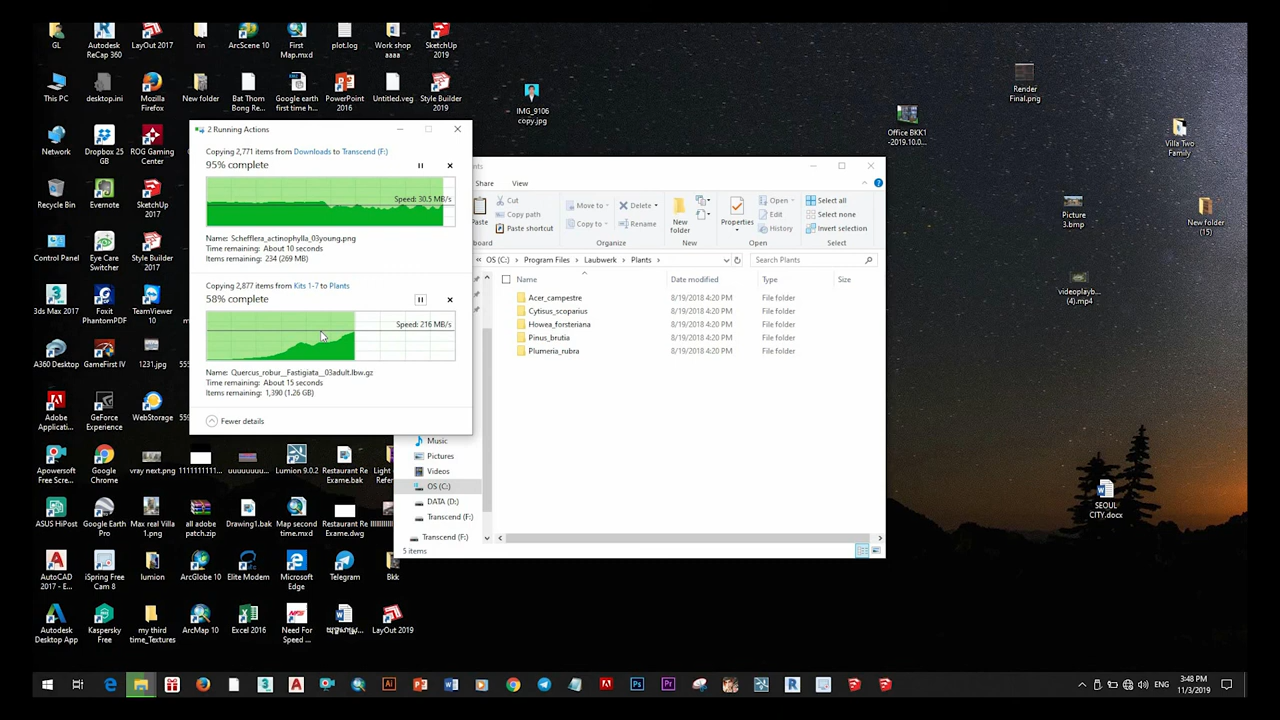 GL
Autodesk ReCap 360
LayOut 2017
rin
ArcScene 10
First Map.mxd
plot.log
Work shop aaaa
SketchUp 2019
This PC
desktop.ini
Mozilla Firefox
New folder
Bat Thom Bong Re...
Google earth first time h...
PowerPoint 2016
Untitled.veg
Style Builder 2019
IMG_9106 copy.jpg
Render Final.png
Office BKK1 -2019.10.0...
Villa Two Family
Network
Dropbox 25 GB
ROG Gaming Center
Recycle Bin
Evernote
SketchUp 2017
Picture 3.bmp
New folder (15)
Control Panel
Eye Care Switcher
Style Builder 2017
3ds Max 2017
Foxit PhantomPDF
TeamViewer 10
videoplayb... (4).mp4
A360 Desktop
GameFirst IV
1231.jpg
Adobe Applicati...
GeForce Experience
WebStorage
2 Running Actions
Copying 2,771 items from Downloads to Transcend (F:)
95% complete
Speed: 30.5 MB/s
Name: Schefflera_actinophylla_03young.png
Time remaining: About 10 seconds
Items remaining: 234 (269 MB)
Copying 2,877 items from Kits 1-7 to Plants
58% complete
Speed: 216 MB/s
Name: Quercus_robur__Fastigiata__03adult.lbw.gz
Time remaining: About 15 seconds
Items remaining: 1,390 (1.26 GB)
Fewer details
Share View
Paste
Cut
Copy path
Paste shortcut
Move to
Copy to
Delete
Rename
New folder
Properties
Open
Edit
History
Select all
Select none
Invert selection
Organize New Open Select
« OS (C:) Program Files Laubwerk Plants
Search Plants
Name Date modified Type Size
Acer_campestre 8/19/2018 4:20 PM File folder
Cytisus_scoparius 8/19/2018 4:20 PM File folder
Howea_forsteriana 8/19/2018 4:20 PM File folder
Pinus_brutia 8/19/2018 4:20 PM File folder
Plumeria_rubra 8/19/2018 4:20 PM File folder
Music
Pictures
Videos
OS (C:)
DATA (D:)
Transcend (F:)
Transcend (F:)
5 items
Apowersoft Free Scree...
Google Chrome
vray next.png
Lumion 9.0.2
Restaurant Re Exame.bak
SEOUL CITY.docx
ASUS HiPost
Google Earth Pro
Max real Villa 1.png
all adobe patch.zip
Drawing1.bak
Map second time.mxd
Restaurant Re Exame.dwg
AutoCAD 2017 - E...
iSpring Free Cam 8
lumion
ArcGlobe 10
Elite Modem
Microsoft Edge
Telegram
Bkk
Autodesk Desktop App
Kaspersky Free
my third time_Textures
ArcMap 10
Excel 2016
Need For Speed ...
LayOut 2019
ENG
3:48 PM
11/3/2019